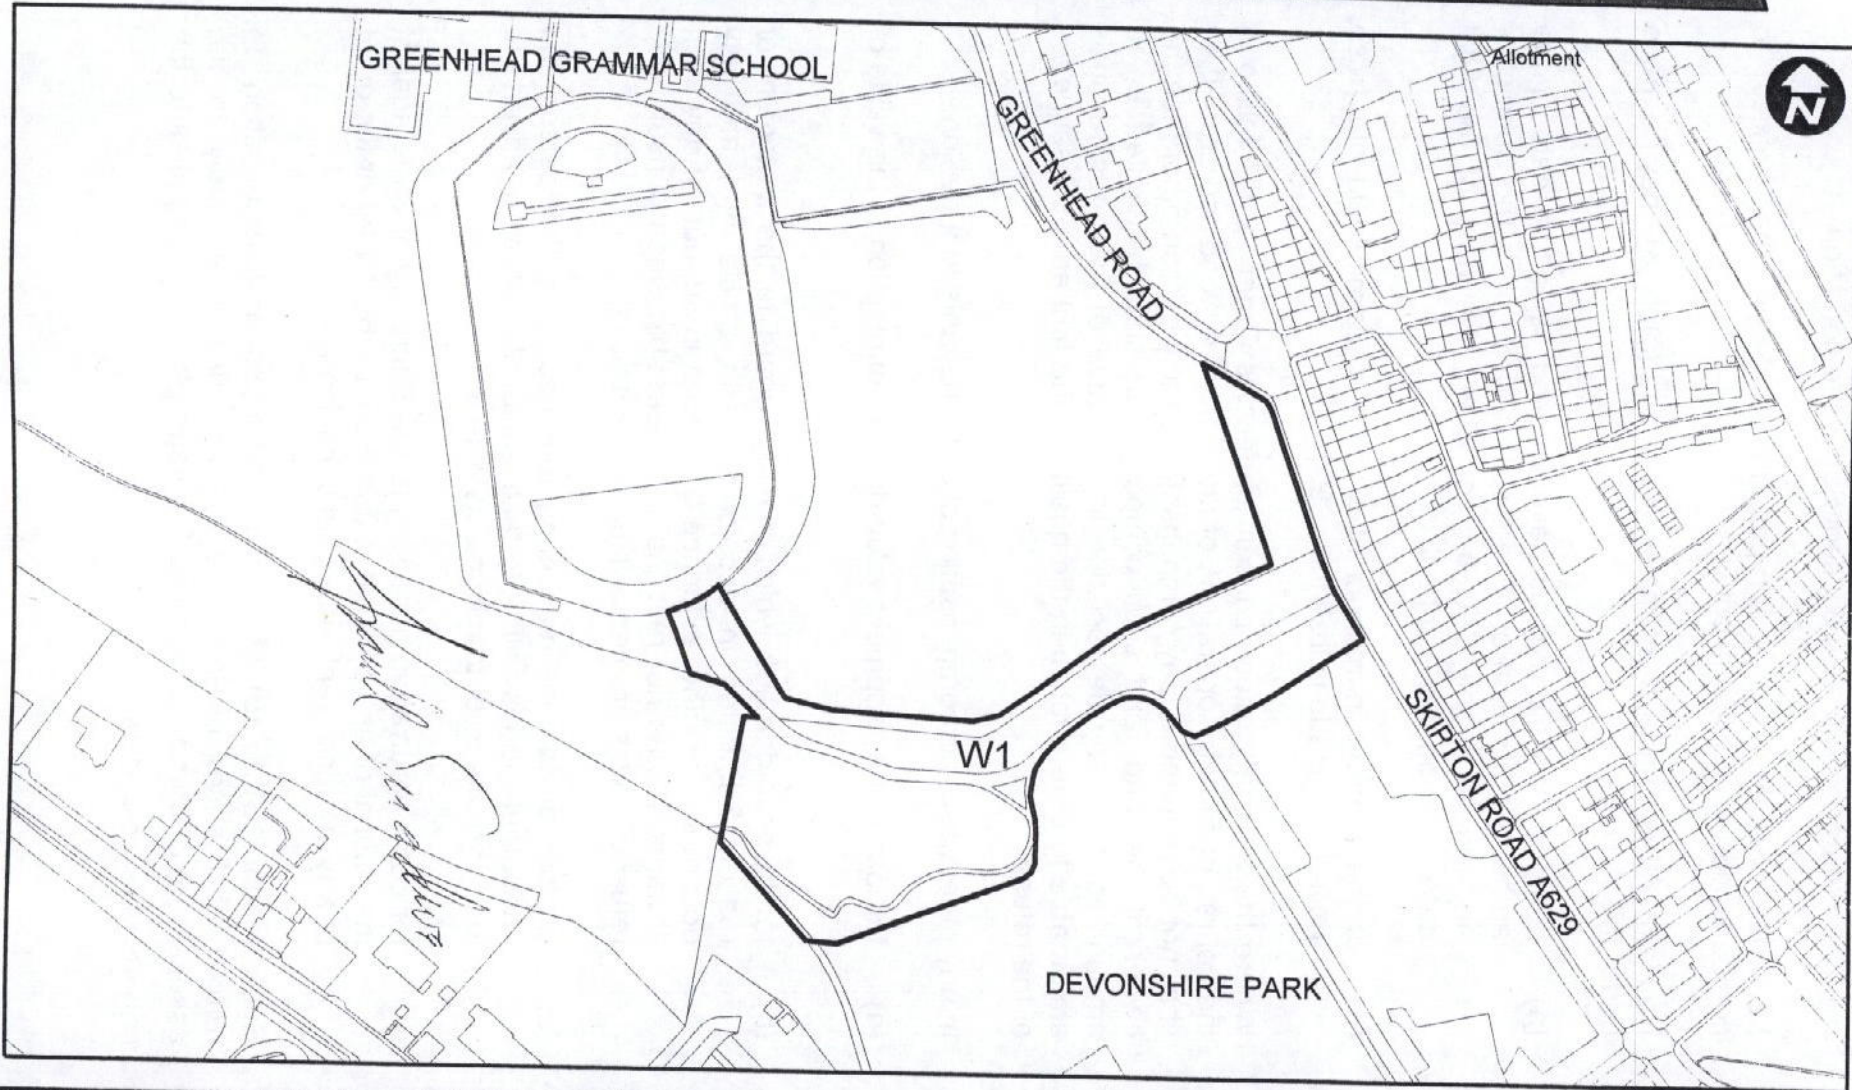 GREENHEAD GRAMMAR SCHOOL
Allotment
N
GREENHEAD ROAD
W1
SKIPTON ROAD A629
DEVONSHIRE PARK